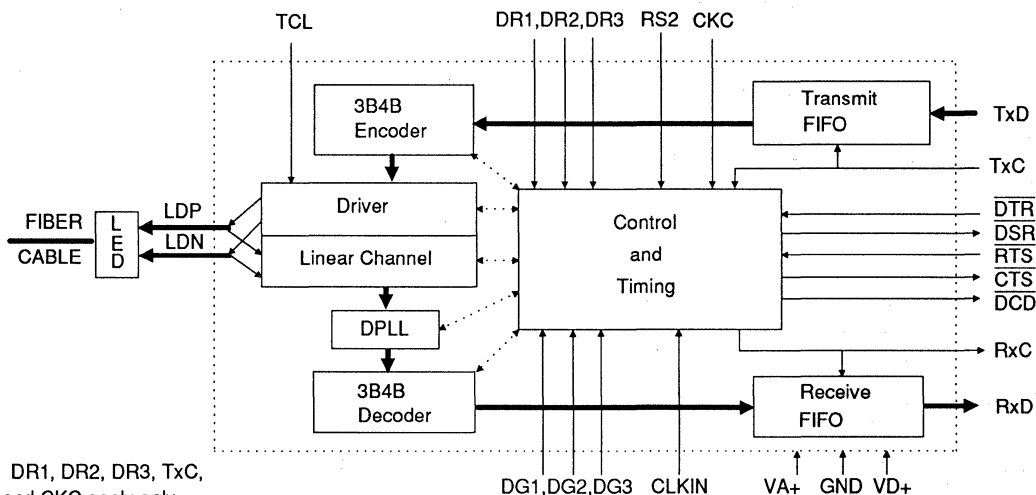 TCL
DR1,DR2,DR3 RS2 CKC
3B4B
Encoder
Transmit
FIFO
TxD
TxC
Driver
Linear Channel
Control
and
Timing
FIBER
CABLE
LED
LDP
LDN
DTR
DSR
RTS
CTS
DCD
DPLL
RxC
3B4B
Decoder
Receive
FIFO
RxD
DR1, DR2, DR3, TxC,
DG1,DG2,DG3 CLKIN VA+ GND VD+